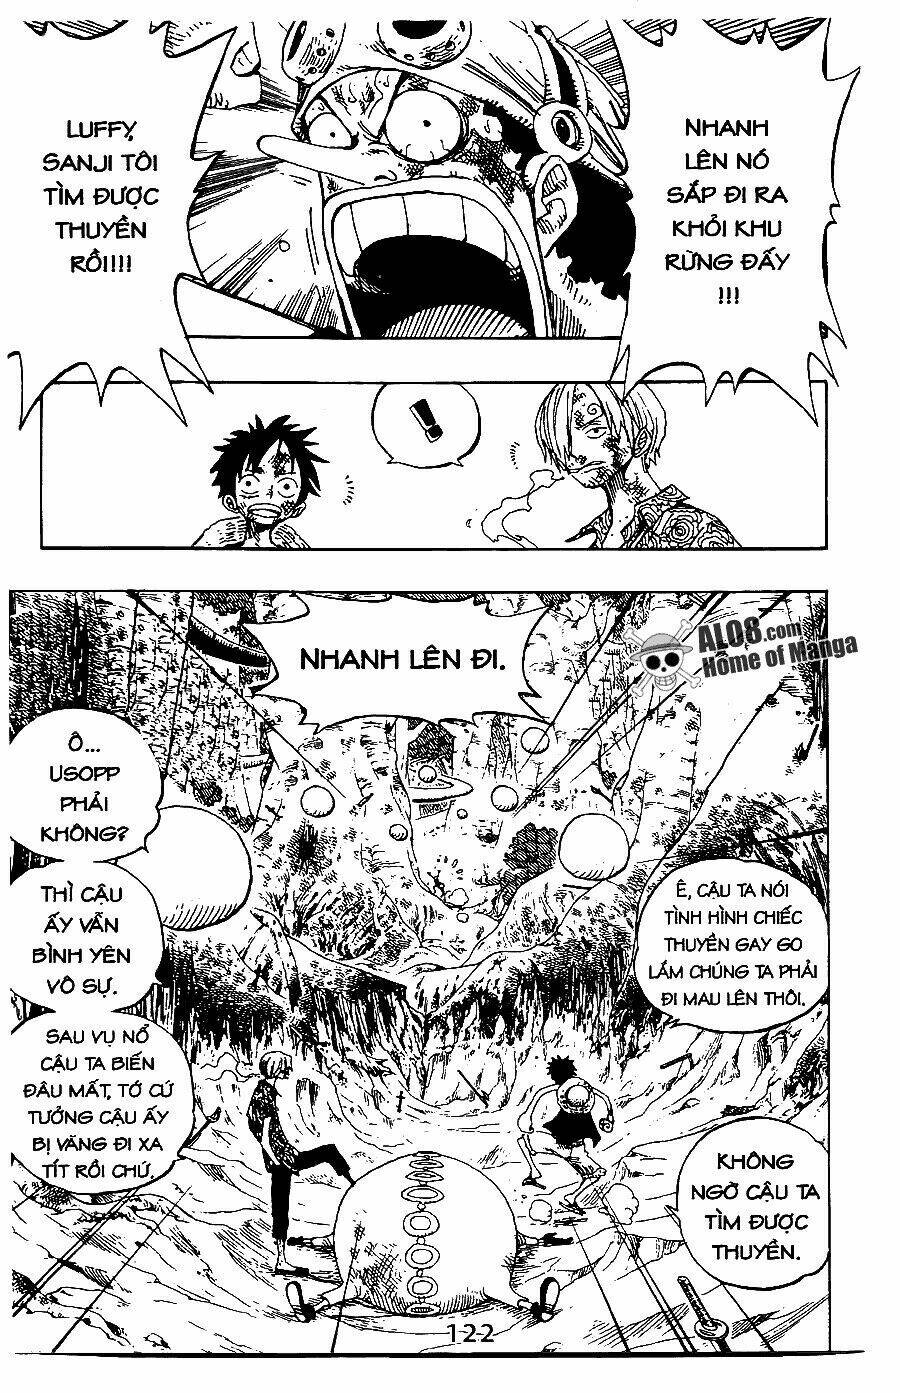 NHANH
LÊN NÓ
SẮP ĐI RA
KHỎI KHU
RỪNG ĐẤY
!!!
LUFFY,
SANJI TÔI
TÌM ĐƯỢC
THUYỀN
RỒI!!!!
!
NHANH LÊN ĐI.
ALO8.com
Home of Manga
Ê, CẬU TA NÓI
TÌNH HÌNH CHIẾC
THUYỀN GAY GO
LẮM CHÚNG TA PHẢI
ĐI MAU LÊN THÔI.
Ô...
USOPP
PHẢI
KHÔNG?
THÌ CẬU
ẤY VẪN
BÌNH YÊN
VÔ SỰ.
SAU VỤ NỔ
CẬU TA BIẾN
ĐÂU MẤT, TỚ CỨ
TƯỞNG CẬU ẤY
BỊ VĂNG ĐI XA
TÍT RỒI CHỨ.
KHÔNG
NGỜ CẬU TA
TÌM ĐƯỢC
THUYỀN.
122